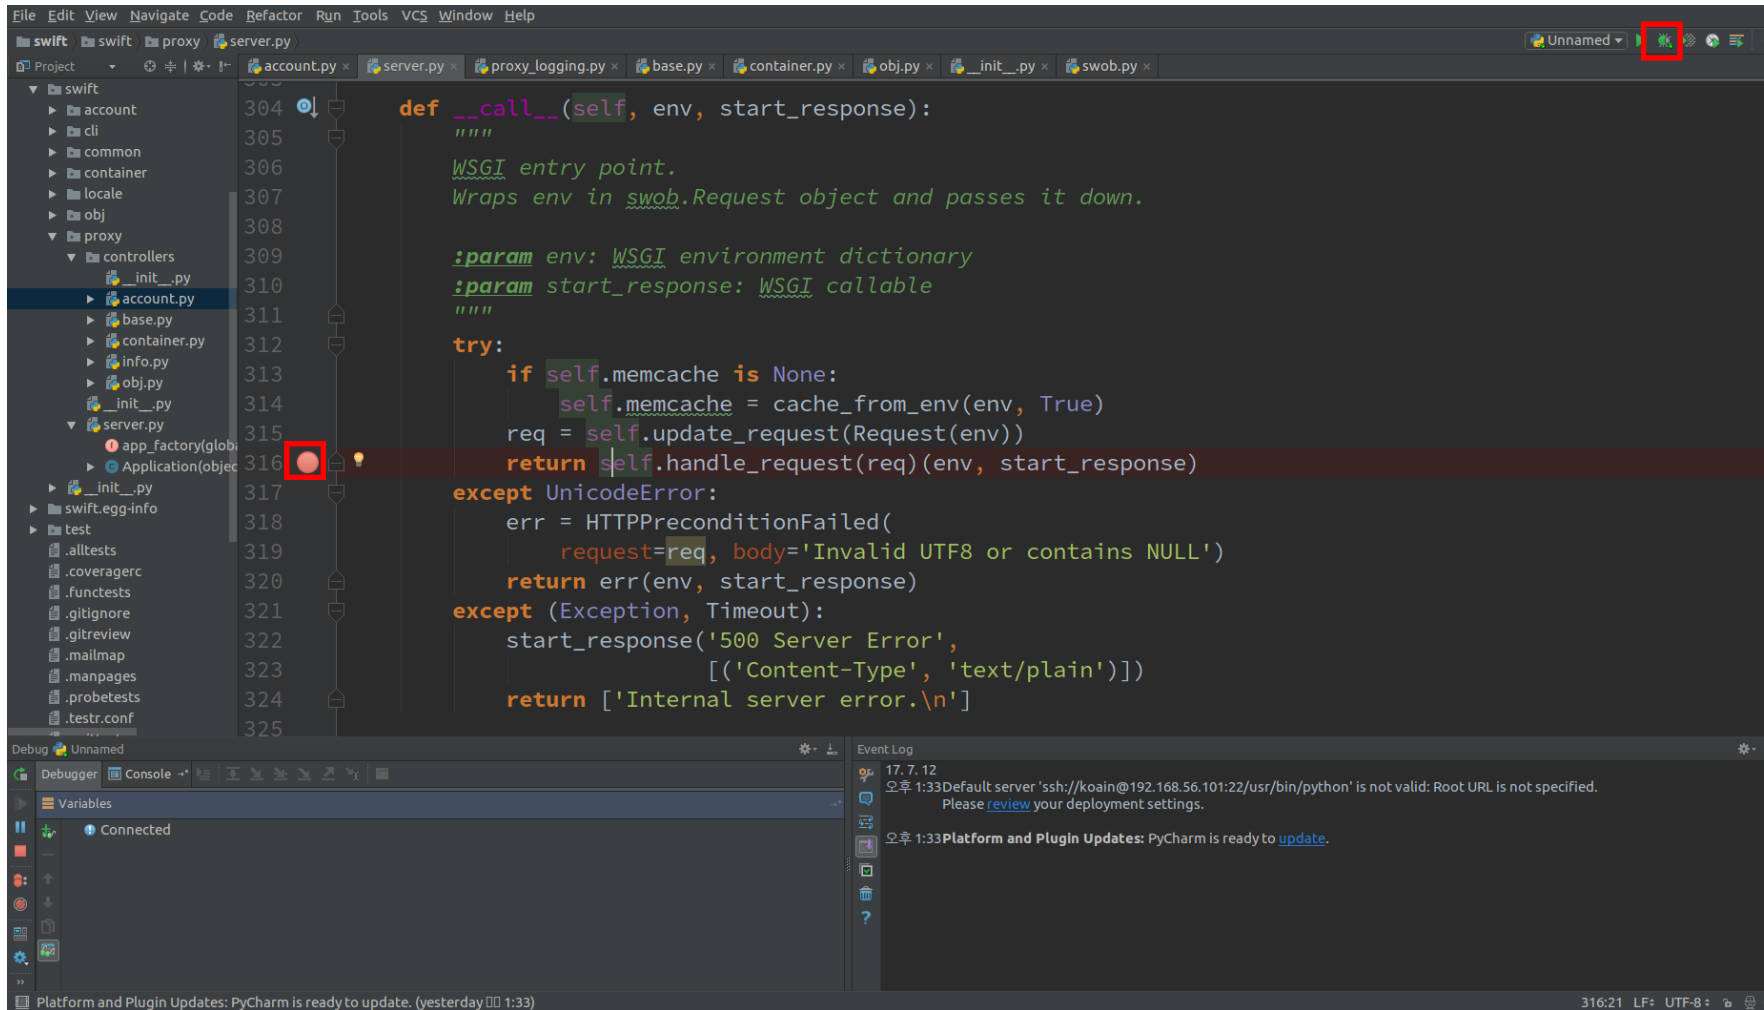 File Edit View Navigate Code Refactor Run Tools VCS Window Help
swift swift proxy server.py
Unnamed
Project
account.py × server.py × proxy_logging.py × base.py × container.py × obj.py × __init__.py × swob.py ×
swift
account
cli
common
container
locale
obj
proxy
controllers
__init__.py
account.py
base.py
container.py
info.py
obj.py
__init__.py
server.py
app_factory(glob
Application(objec
__init__.py
swift.egg-info
test
.alltests
.coveragerc
.functests
.gitignore
.gitreview
.mailmap
.manpages
.probetests
.testr.conf
304 def __call__(self, env, start_response):
305 """
306 WSGI entry point.
307 Wraps env in swob.Request object and passes it down.
308
309 :param env: WSGI environment dictionary
310 :param start_response: WSGI callable
311 """
312 try:
313 if self.memcache is None:
314 self.memcache = cache_from_env(env, True)
315 req = self.update_request(Request(env))
316 return self.handle_request(req)(env, start_response)
317 except UnicodeError:
318 err = HTTPPreconditionFailed(
319 request=req, body='Invalid UTF8 or contains NULL')
320 return err(env, start_response)
321 except (Exception, Timeout):
322 start_response('500 Server Error',
323 [('Content-Type', 'text/plain')])
324 return ['Internal server error.\n']
325
Debug Unnamed
Debugger Console
Variables
Connected
Event Log
17. 7. 12
오후 1:33 Default server 'ssh://koain@192.168.56.101:22/usr/bin/python' is not valid: Root URL is not specified.
Please review your deployment settings.
오후 1:33 Platform and Plugin Updates: PyCharm is ready to update.
Platform and Plugin Updates: PyCharm is ready to update. (yesterday 1:33)
316:21 LF UTF-8